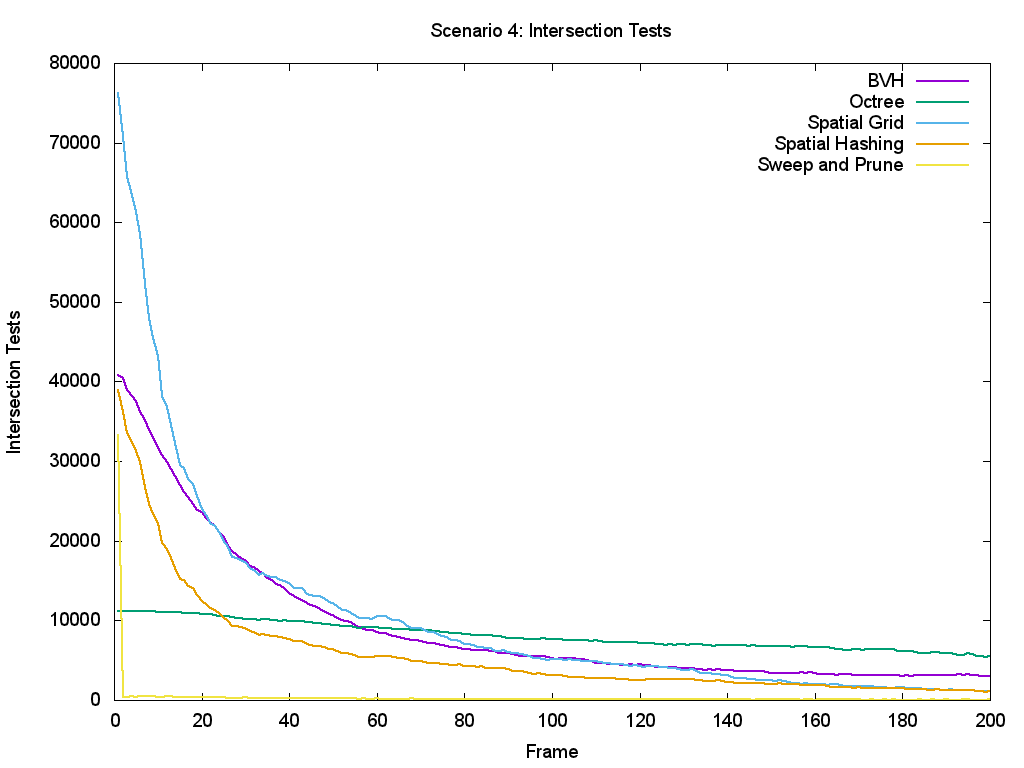 Scenario 4: Intersection Tests
80000
70000
60000
50000
40000
30000
20000
10000
0
Intersection Tests
BVH
Octree
Spatial Grid
Spatial Hashing
Sweep and Prune
0 20 40 60 80 100 120 140 160 180 200
Frame